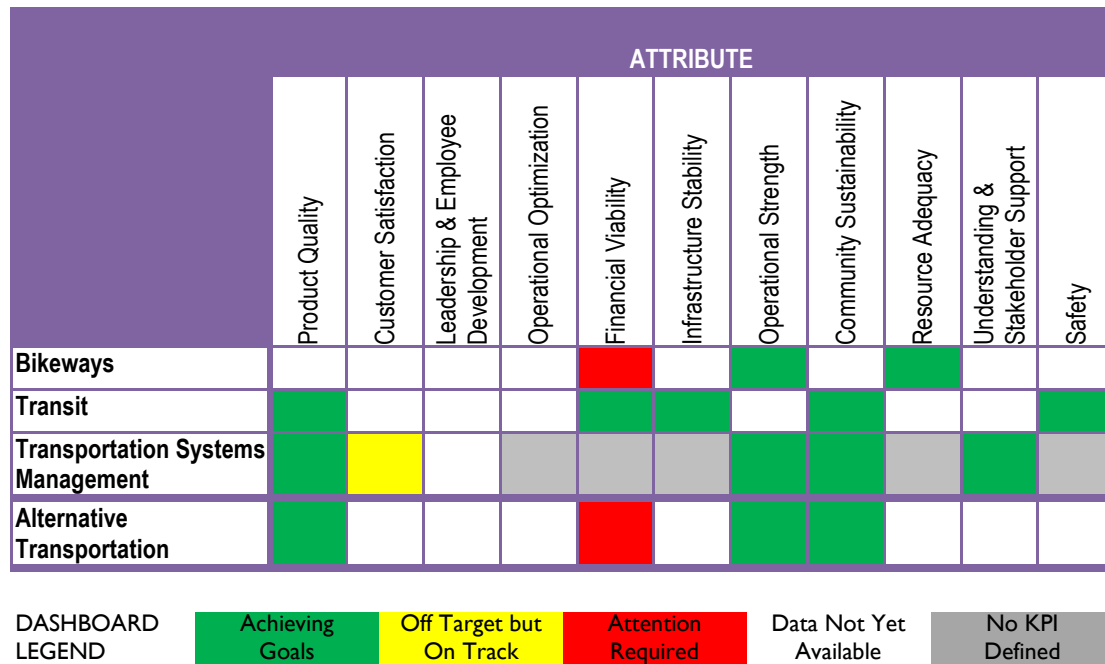 ATTRIBUTE
Product Quality
Customer Satisfaction
Leadership & Employee
Development
Operational Optimization
Financial Viability
Infrastructure Stability
Operational Strength
Community Sustainability
Resource Adequacy
Understanding &
Stakeholder Support
Safety
Bikeways
Transit
Transportation Systems
Management
Alternative
Transportation
DASHBOARD
LEGEND
Achieving
Goals
Off Target but
On Track
Attention
Required
Data Not Yet
Available
No KPI
Defined